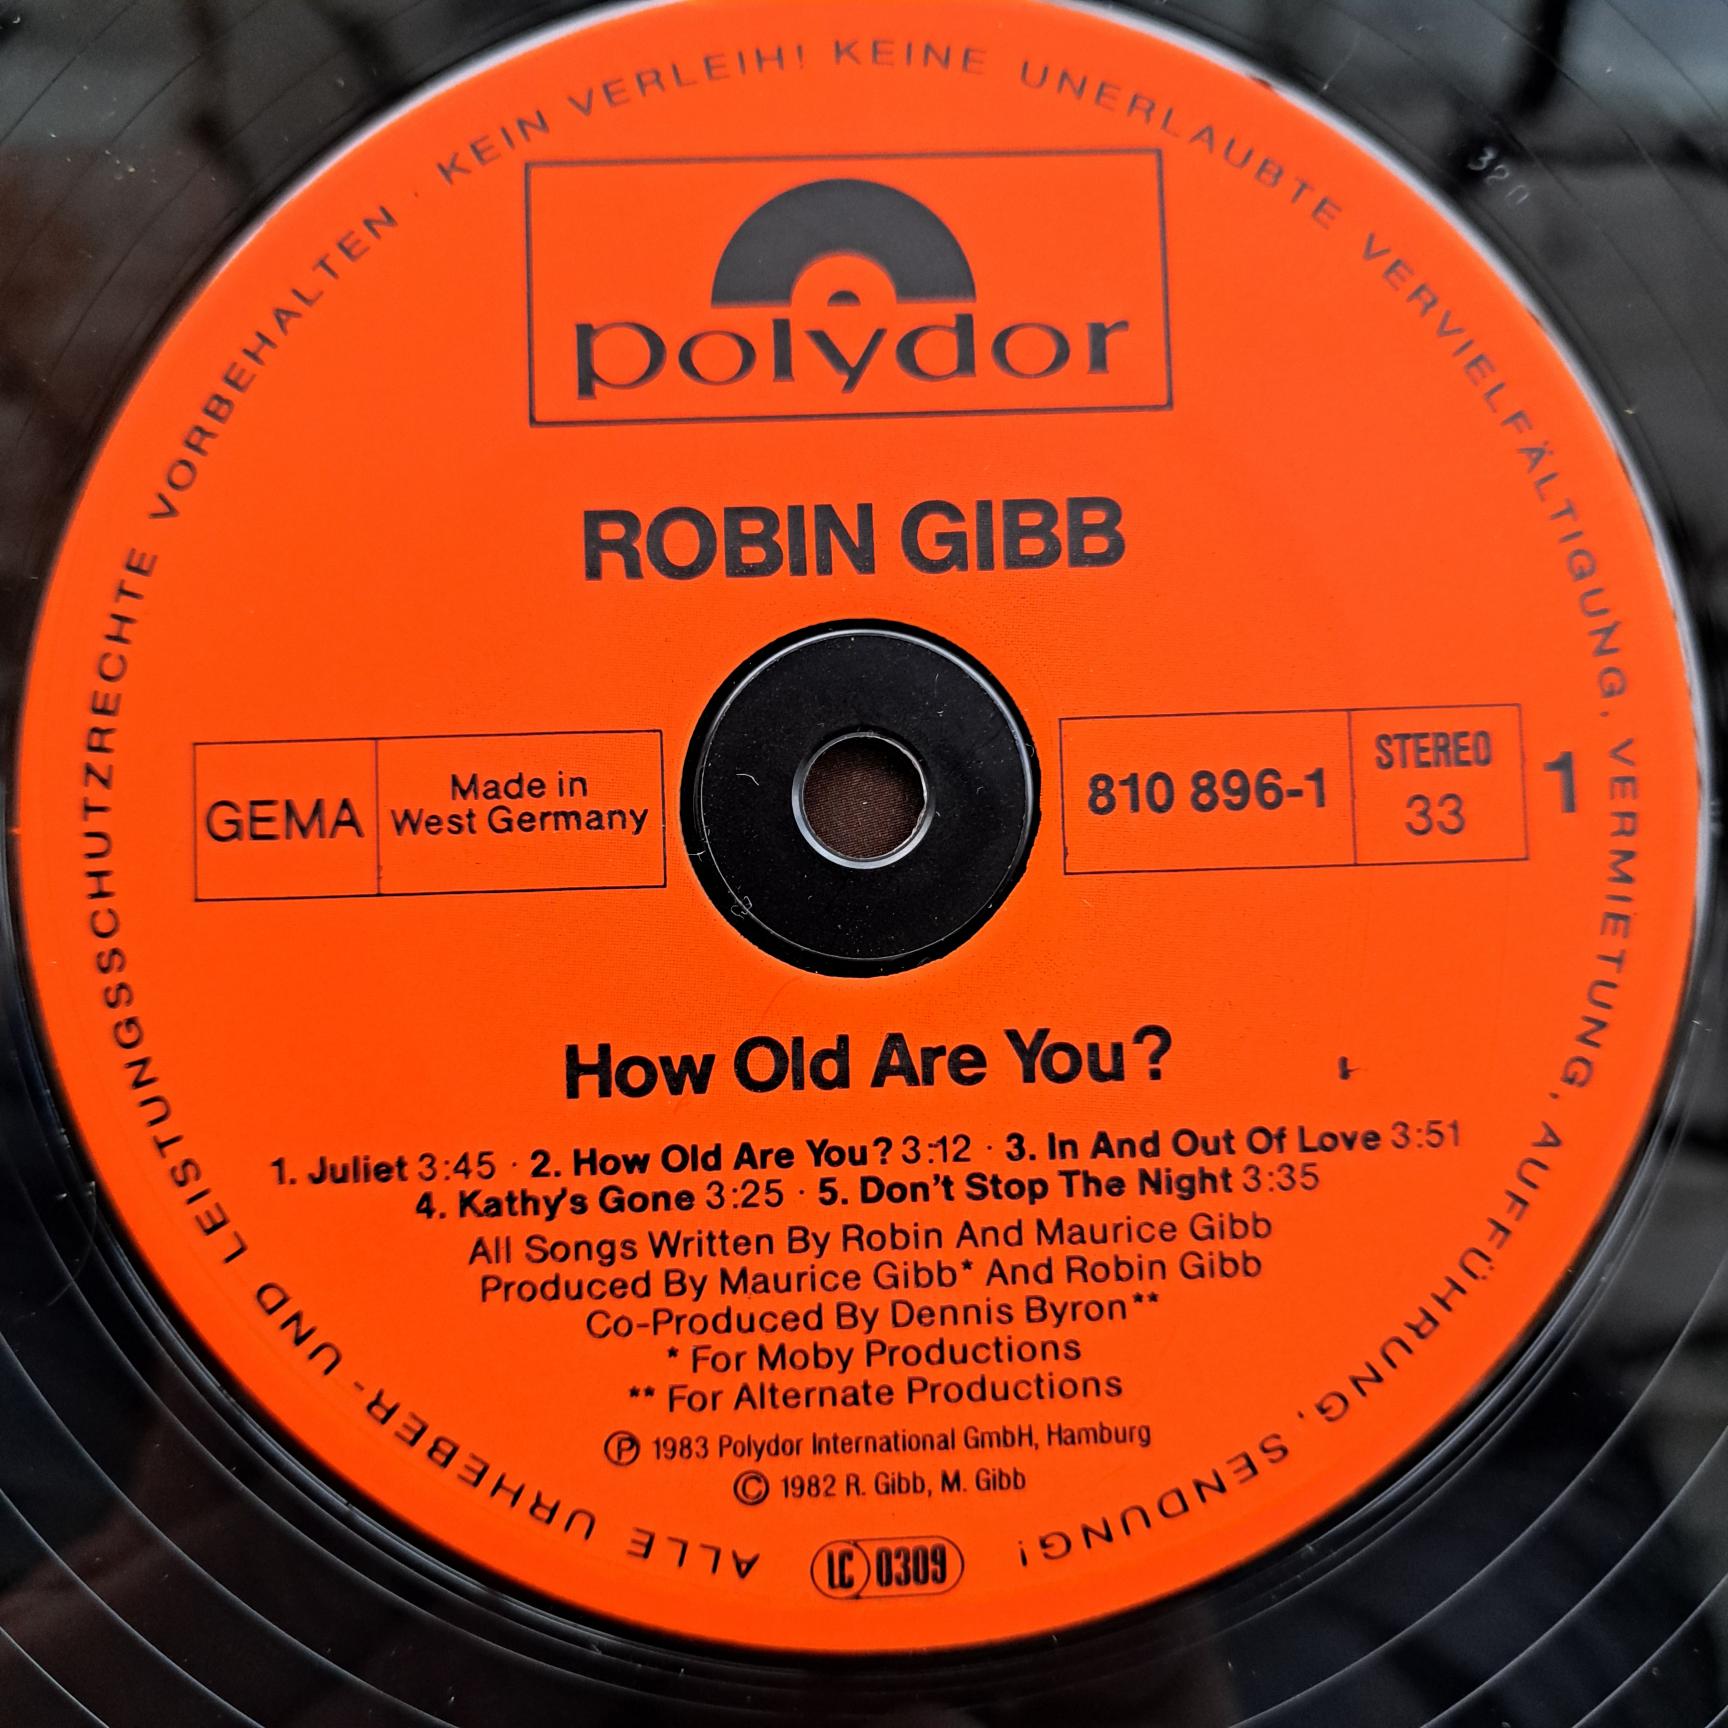 ALLE URHEBER- UND LEISTUNGSSCHUTZRECHTE VORBEHALTEN · KEIN VERLEIH! KEINE UNERLAUBTE VERVIELFÄLTIGUNG, VERMIETUNG, AUFFÜHRUNG, SENDUNG!
polydor
ROBIN GIBB
GEMA
Made in
West Germany
810 896-1
STEREO
33
1
How Old Are You?
1. Juliet 3:45 · 2. How Old Are You? 3:12 · 3. In And Out Of Love 3:51
4. Kathy's Gone 3:25 · 5. Don't Stop The Night 3:35
All Songs Written By Robin And Maurice Gibb
Produced By Maurice Gibb* And Robin Gibb
Co-Produced By Dennis Byron**
* For Moby Productions
** For Alternate Productions
Ⓟ 1983 Polydor International GmbH, Hamburg
© 1982 R. Gibb, M. Gibb
LC 0309